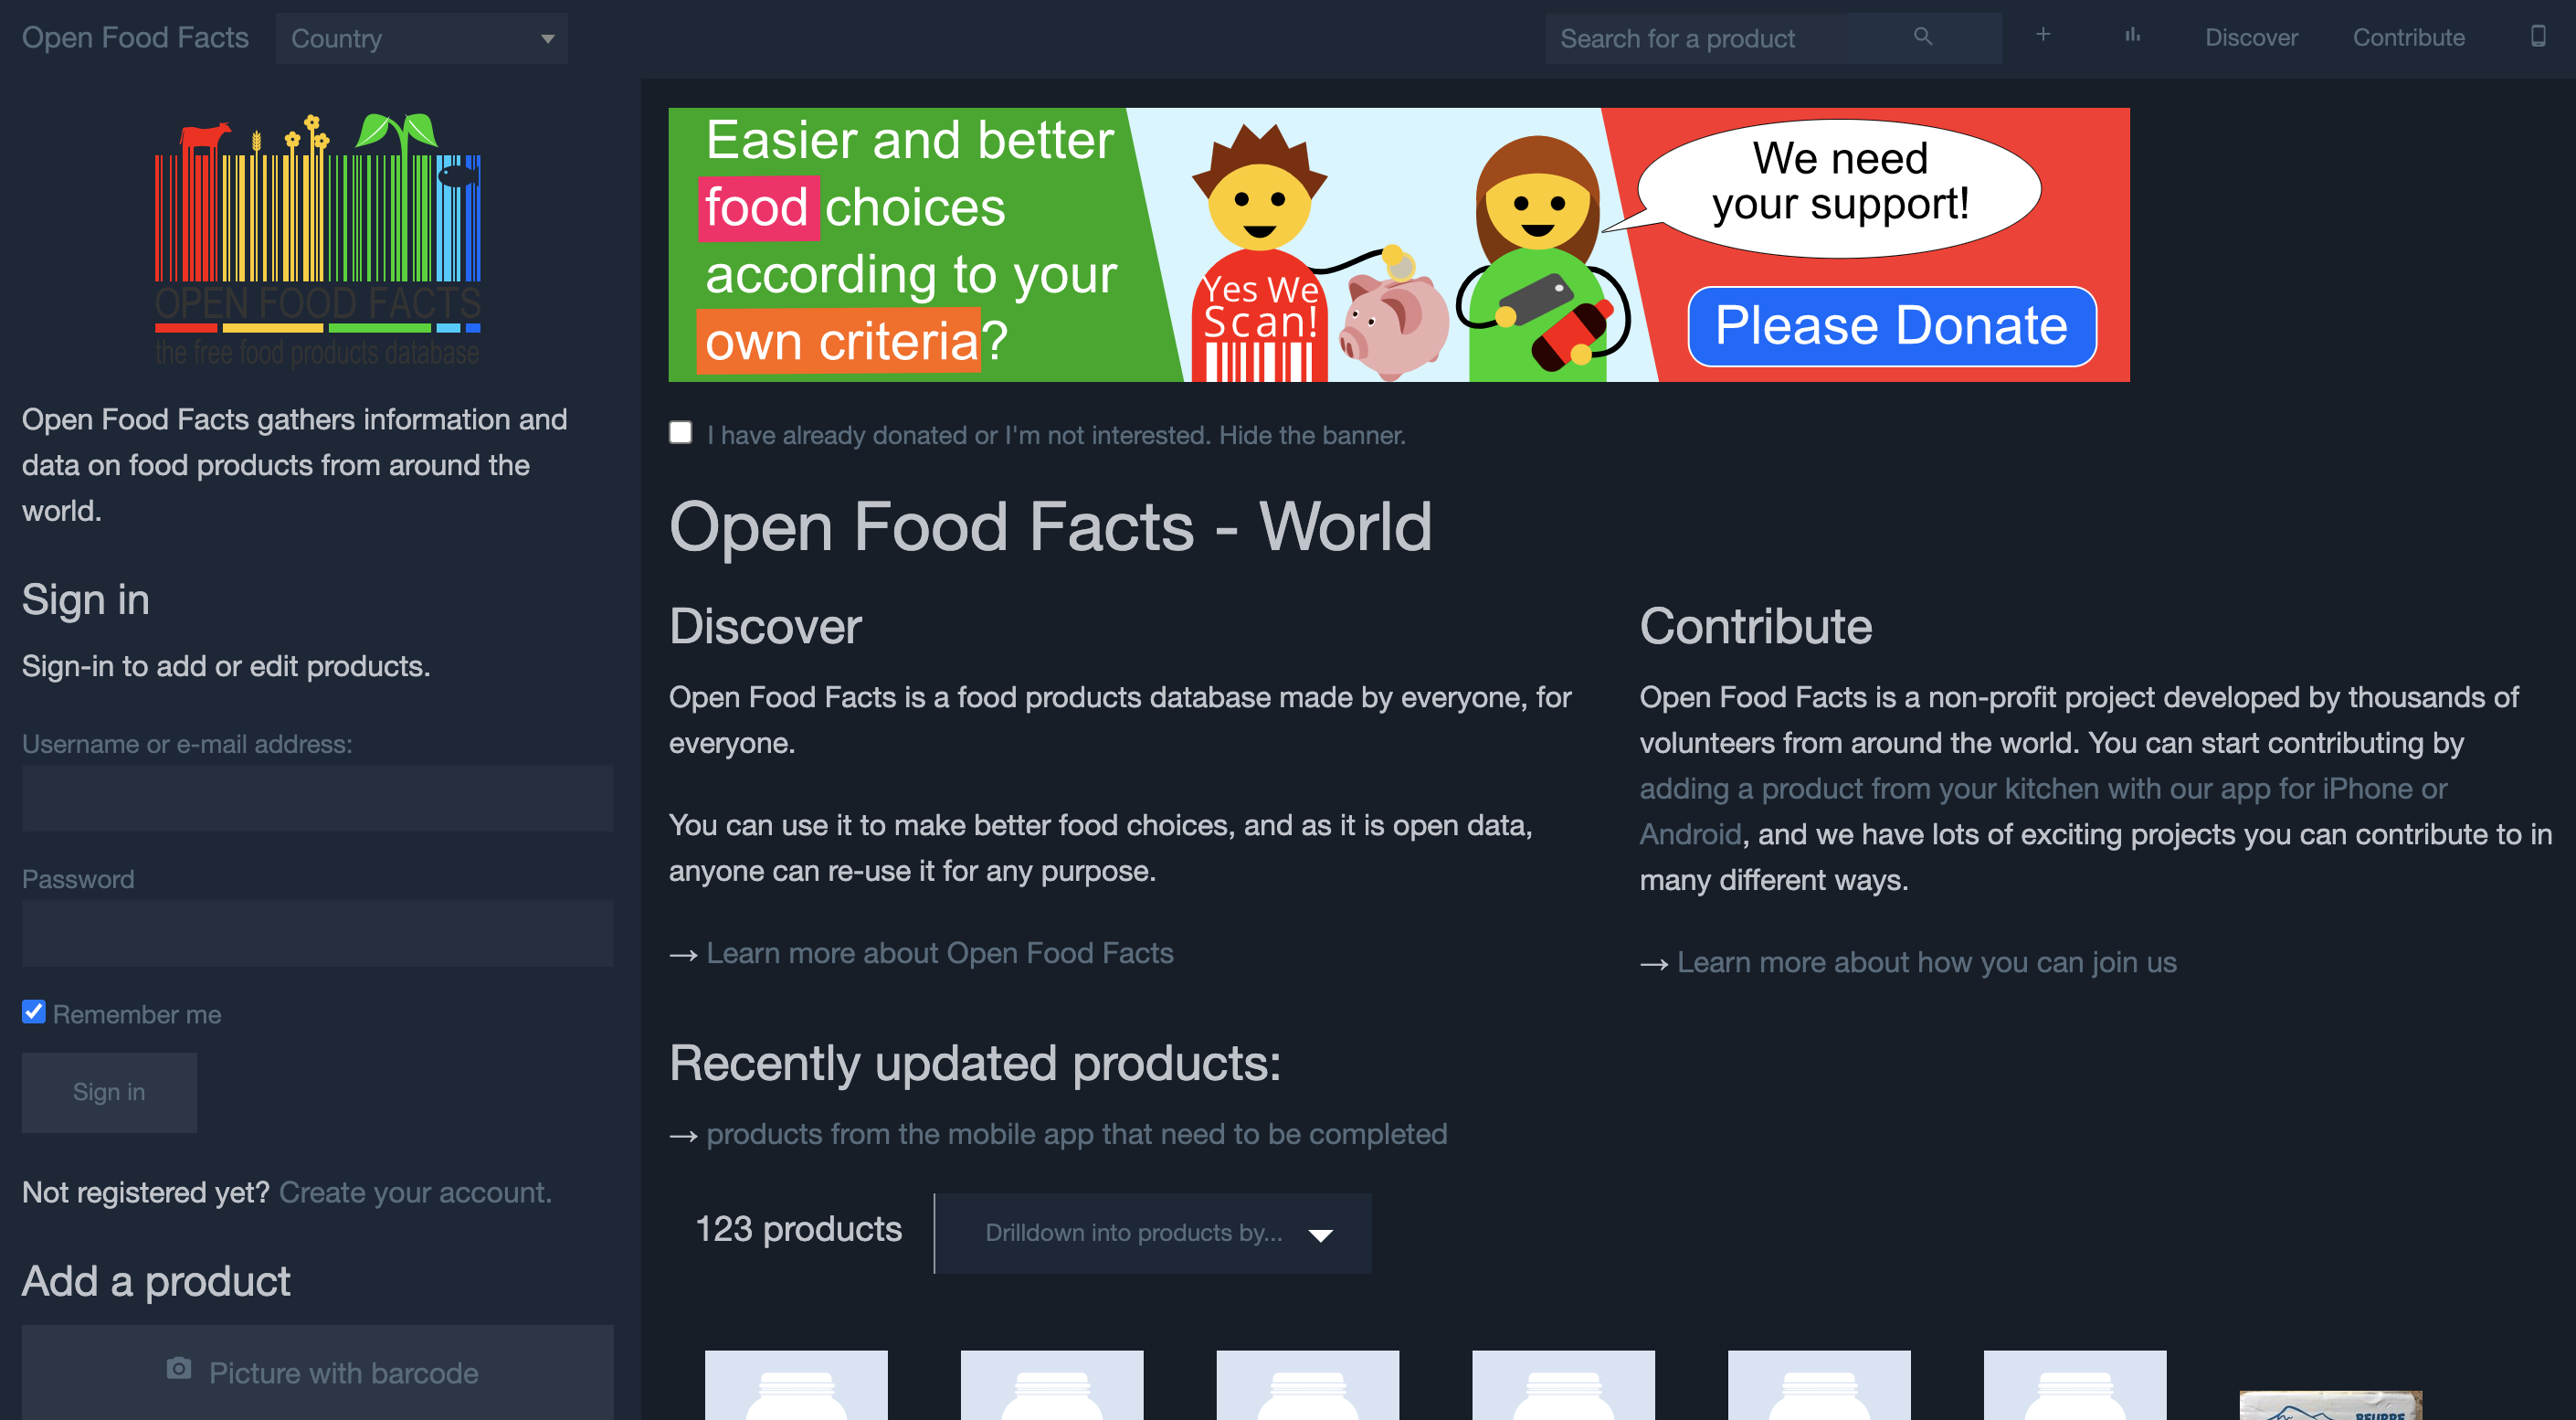 Open Food Facts
Country
Search for a product
+
Discover
Contribute
OPEN FOOD FACTS
the free food products database
Open Food Facts gathers information and
data on food products from around the
world.
Sign in
Sign-in to add or edit products.
Username or e-mail address:
Password
Remember me
Sign in
Not registered yet? Create your account.
Add a product
Picture with barcode
Easier and better
food choices
according to your
own criteria?
Yes We
Scan!
We need
your support!
Please Donate
I have already donated or I'm not interested. Hide the banner.
Open Food Facts - World
Discover
Open Food Facts is a food products database made by everyone, for
everyone.
You can use it to make better food choices, and as it is open data,
anyone can re-use it for any purpose.
→ Learn more about Open Food Facts
Contribute
Open Food Facts is a non-profit project developed by thousands of
volunteers from around the world. You can start contributing by
adding a product from your kitchen with our app for iPhone or
Android, and we have lots of exciting projects you can contribute to in
many different ways.
→ Learn more about how you can join us
Recently updated products:
→ products from the mobile app that need to be completed
123 products
Drilldown into products by...
BEURRE